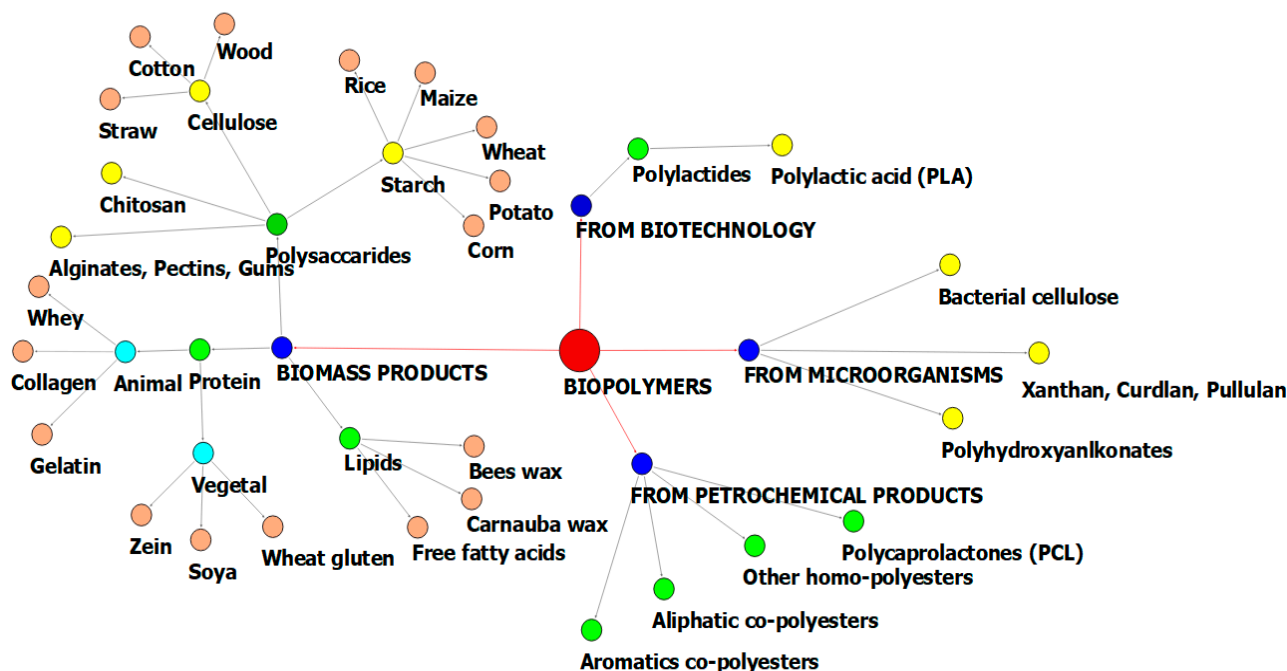 Wood
Cotton
Rice
Maize
Straw
Cellulose
Wheat
Polylactides
Polylactic acid (PLA)
Starch
Chitosan
Potato
FROM BIOTECHNOLOGY
Corn
Polysaccarides
Alginates, Pectins, Gums
Bacterial cellulose
Whey
BIOMASS PRODUCTS
FROM MICROORGANISMS
Collagen
Animal
Protein
BIOPOLYMERS
Xanthan, Curdlan, Pullulan
Polyhydroxyanlkonates
Gelatin
Lipids
Bees wax
Vegetal
FROM PETROCHEMICAL PRODUCTS
Carnauba wax
Zein
Wheat gluten
Free fatty acids
Polycaprolactones (PCL)
Soya
Other homo-polyesters
Aliphatic co-polyesters
Aromatics co-polyesters